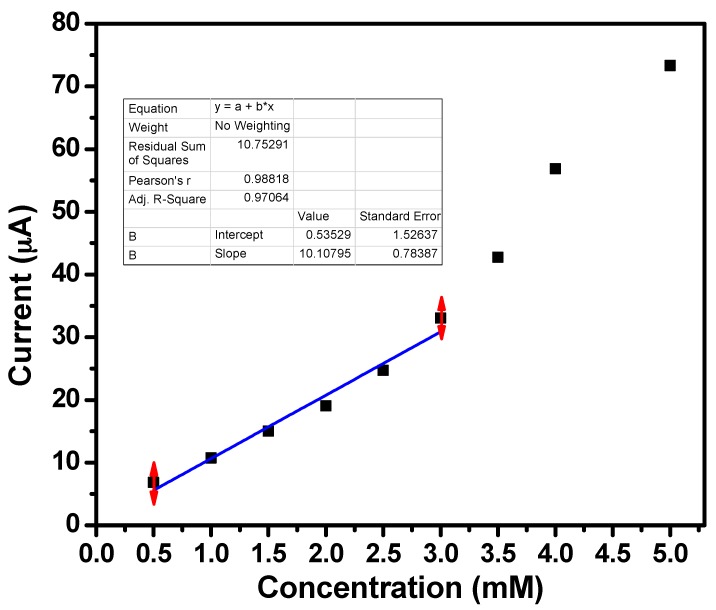 80
70
60
50
40
30
20
10
0
Current (μA)
Equation y = a + b*x
Weight No Weighting
Residual Sum of Squares 10.75291
Pearson's r 0.98818
Adj. R-Square 0.97064
Value Standard Error
B Intercept 0.53529 1.52637
B Slope 10.10795 0.78387
0.0 0.5 1.0 1.5 2.0 2.5 3.0 3.5 4.0 4.5 5.0
Concentration (mM)